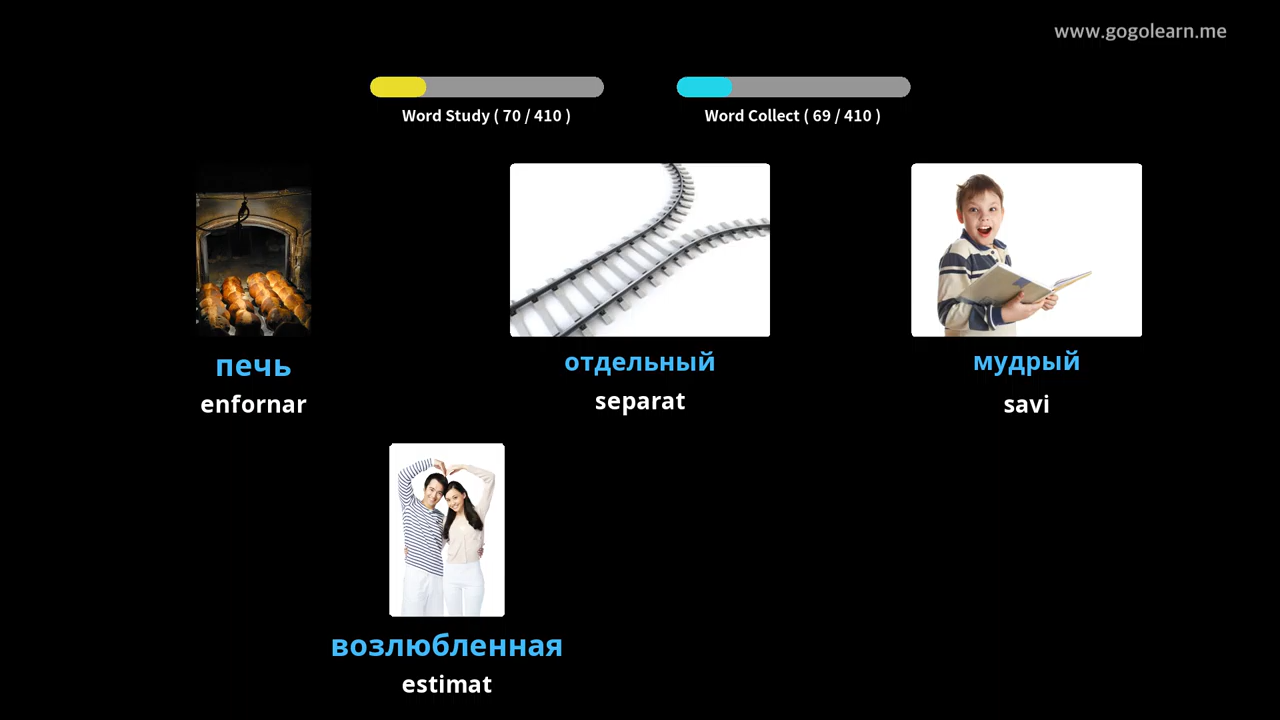 www.gogolearn.me
Word Study ( 70 / 410 )
Word Collect ( 69 / 410 )
печь
enfornar
отдельный
separat
мудрый
savi
возлюбленная
estimat